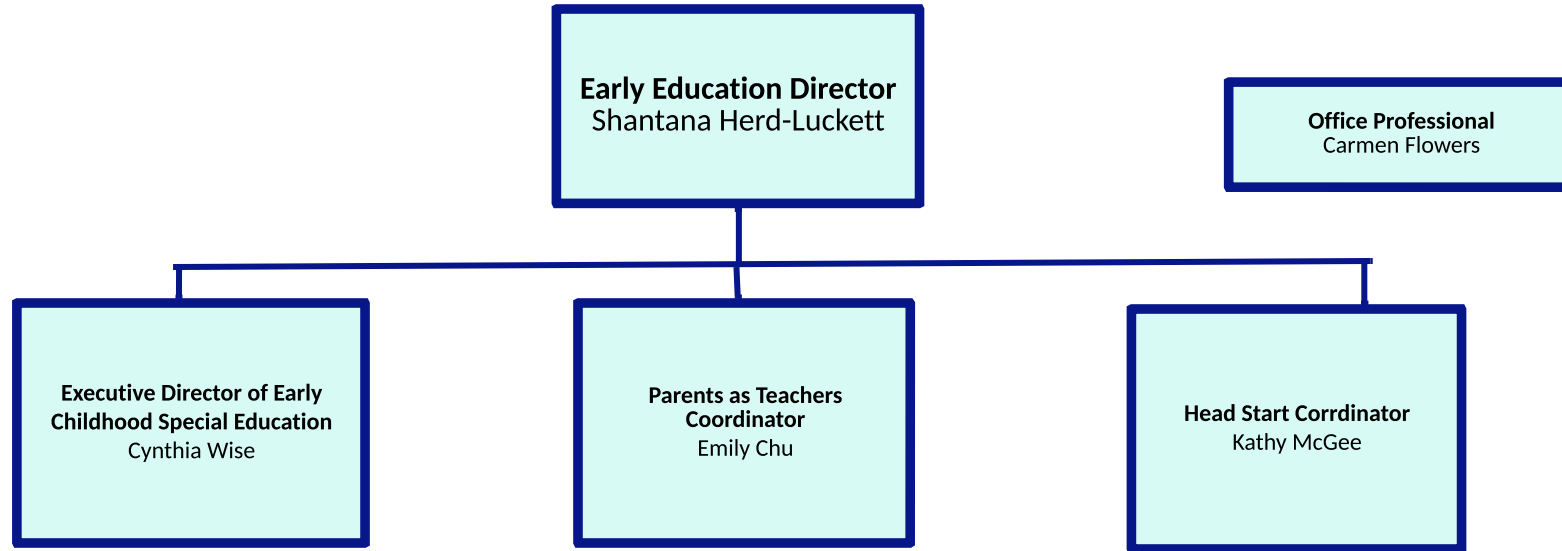 Early Education Director
Shantana Herd-Luckett
Office Professional
Carmen Flowers
Executive Director of Early
Childhood Special Education
Cynthia Wise
Parents as Teachers
Coordinator
Emily Chu
Head Start Corrdinator
Kathy McGee